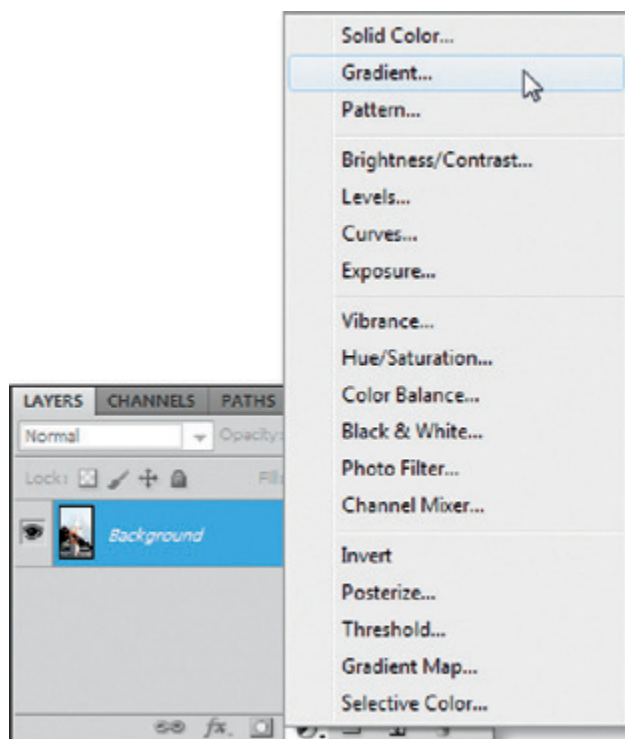 Solid Color...
Gradient...
Pattern...
Brightness/Contrast...
Levels...
Curves...
Exposure...
Vibrance...
Hue/Saturation...
Color Balance...
Black & White...
Photo Filter...
Channel Mixer...
Invert
Posterize...
Threshold...
Gradient Map...
Selective Color...
LAYERS CHANNELS PATHS
Normal Opacity:
Lock: Fill
Background
fx.